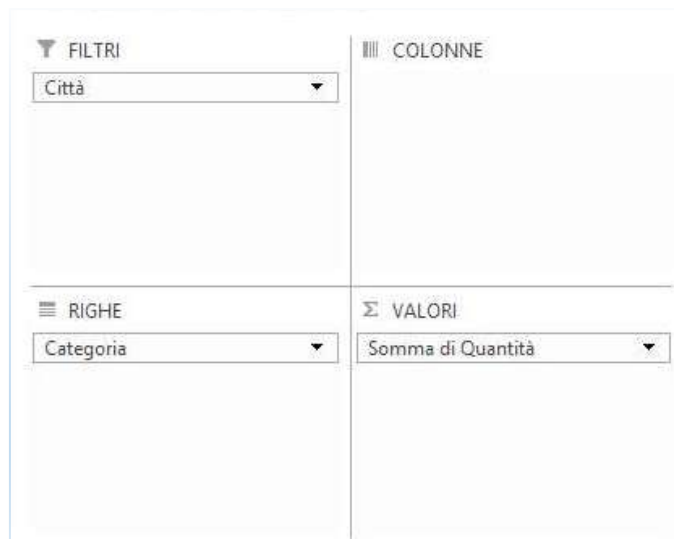 FILTRI
COLONNE
Città
RIGHE
VALORI
Categoria
Somma di Quantità